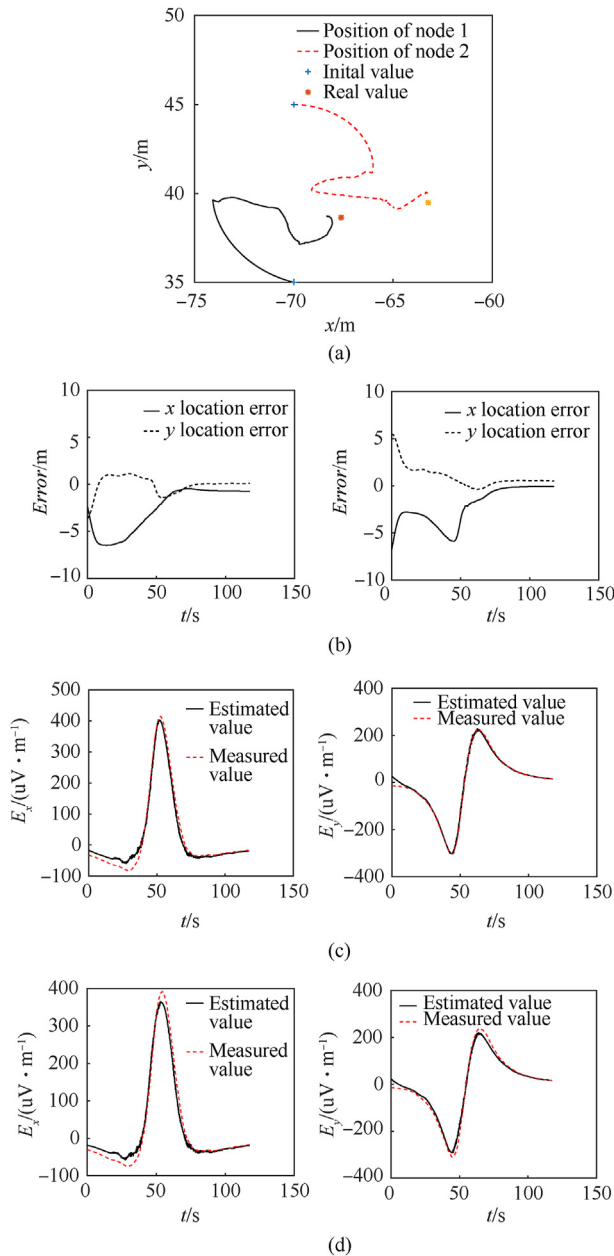 50
Position of node 1
Position of node 2
Inital value
Real value
45
y/m
40
35
−75 −70 −65 −60
x/m
(a)
10
x location error
y location error
5
Error/m
0
−5
−10
0 50 100 150
t/s
10
x location error
y location error
5
Error/m
0
−5
−10
0 50 100 150
t/s
(b)
500
Estimated
value
Measured
value
400
300
200
100
0
−100
Ex/(uV • m−1)
0 50 100 150
t/s
400
Estimated value
Measured value
200
0
−200
−400
Ey/(uV • m−1)
0 50 100 150
t/s
(c)
400
Estimated
value
Measured
value
300
200
100
0
−100
Ex/(uV • m−1)
0 50 100 150
t/s
400
Estimated value
Measured value
200
0
−200
−400
Ey/(uV • m−1)
0 50 100 150
t/s
(d)